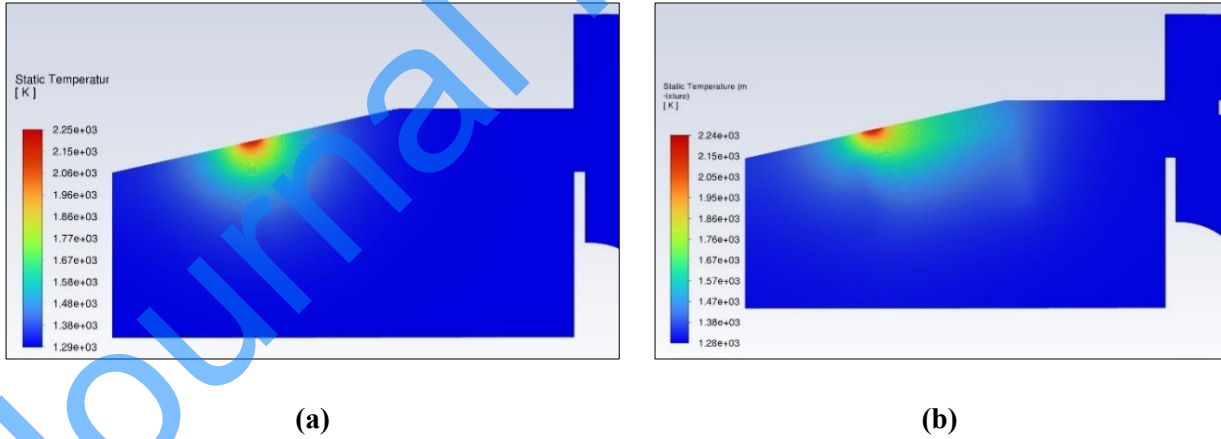 Static Temperatur
[ K ]
2.25e+03
2.15e+03
2.06e+03
1.96e+03
1.86e+03
1.77e+03
1.67e+03
1.58e+03
1.48e+03
1.38e+03
1.29e+03
(a)
Static Temperature (m
-ixture)
[ K ]
2.24e+03
2.15e+03
2.05e+03
1.96e+03
1.86e+03
1.76e+03
1.67e+03
1.57e+03
1.47e+03
1.38e+03
1.28e+03
(b)
Journal